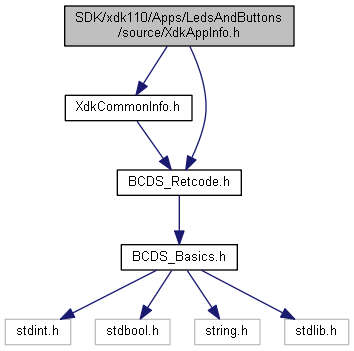 SDK/xdk110/Apps/LedsAndButtons
/source/XdkAppInfo.h
XdkCommonInfo.h
BCDS_Retcode.h
BCDS_Basics.h
stdint.h
stdbool.h
string.h
stdlib.h